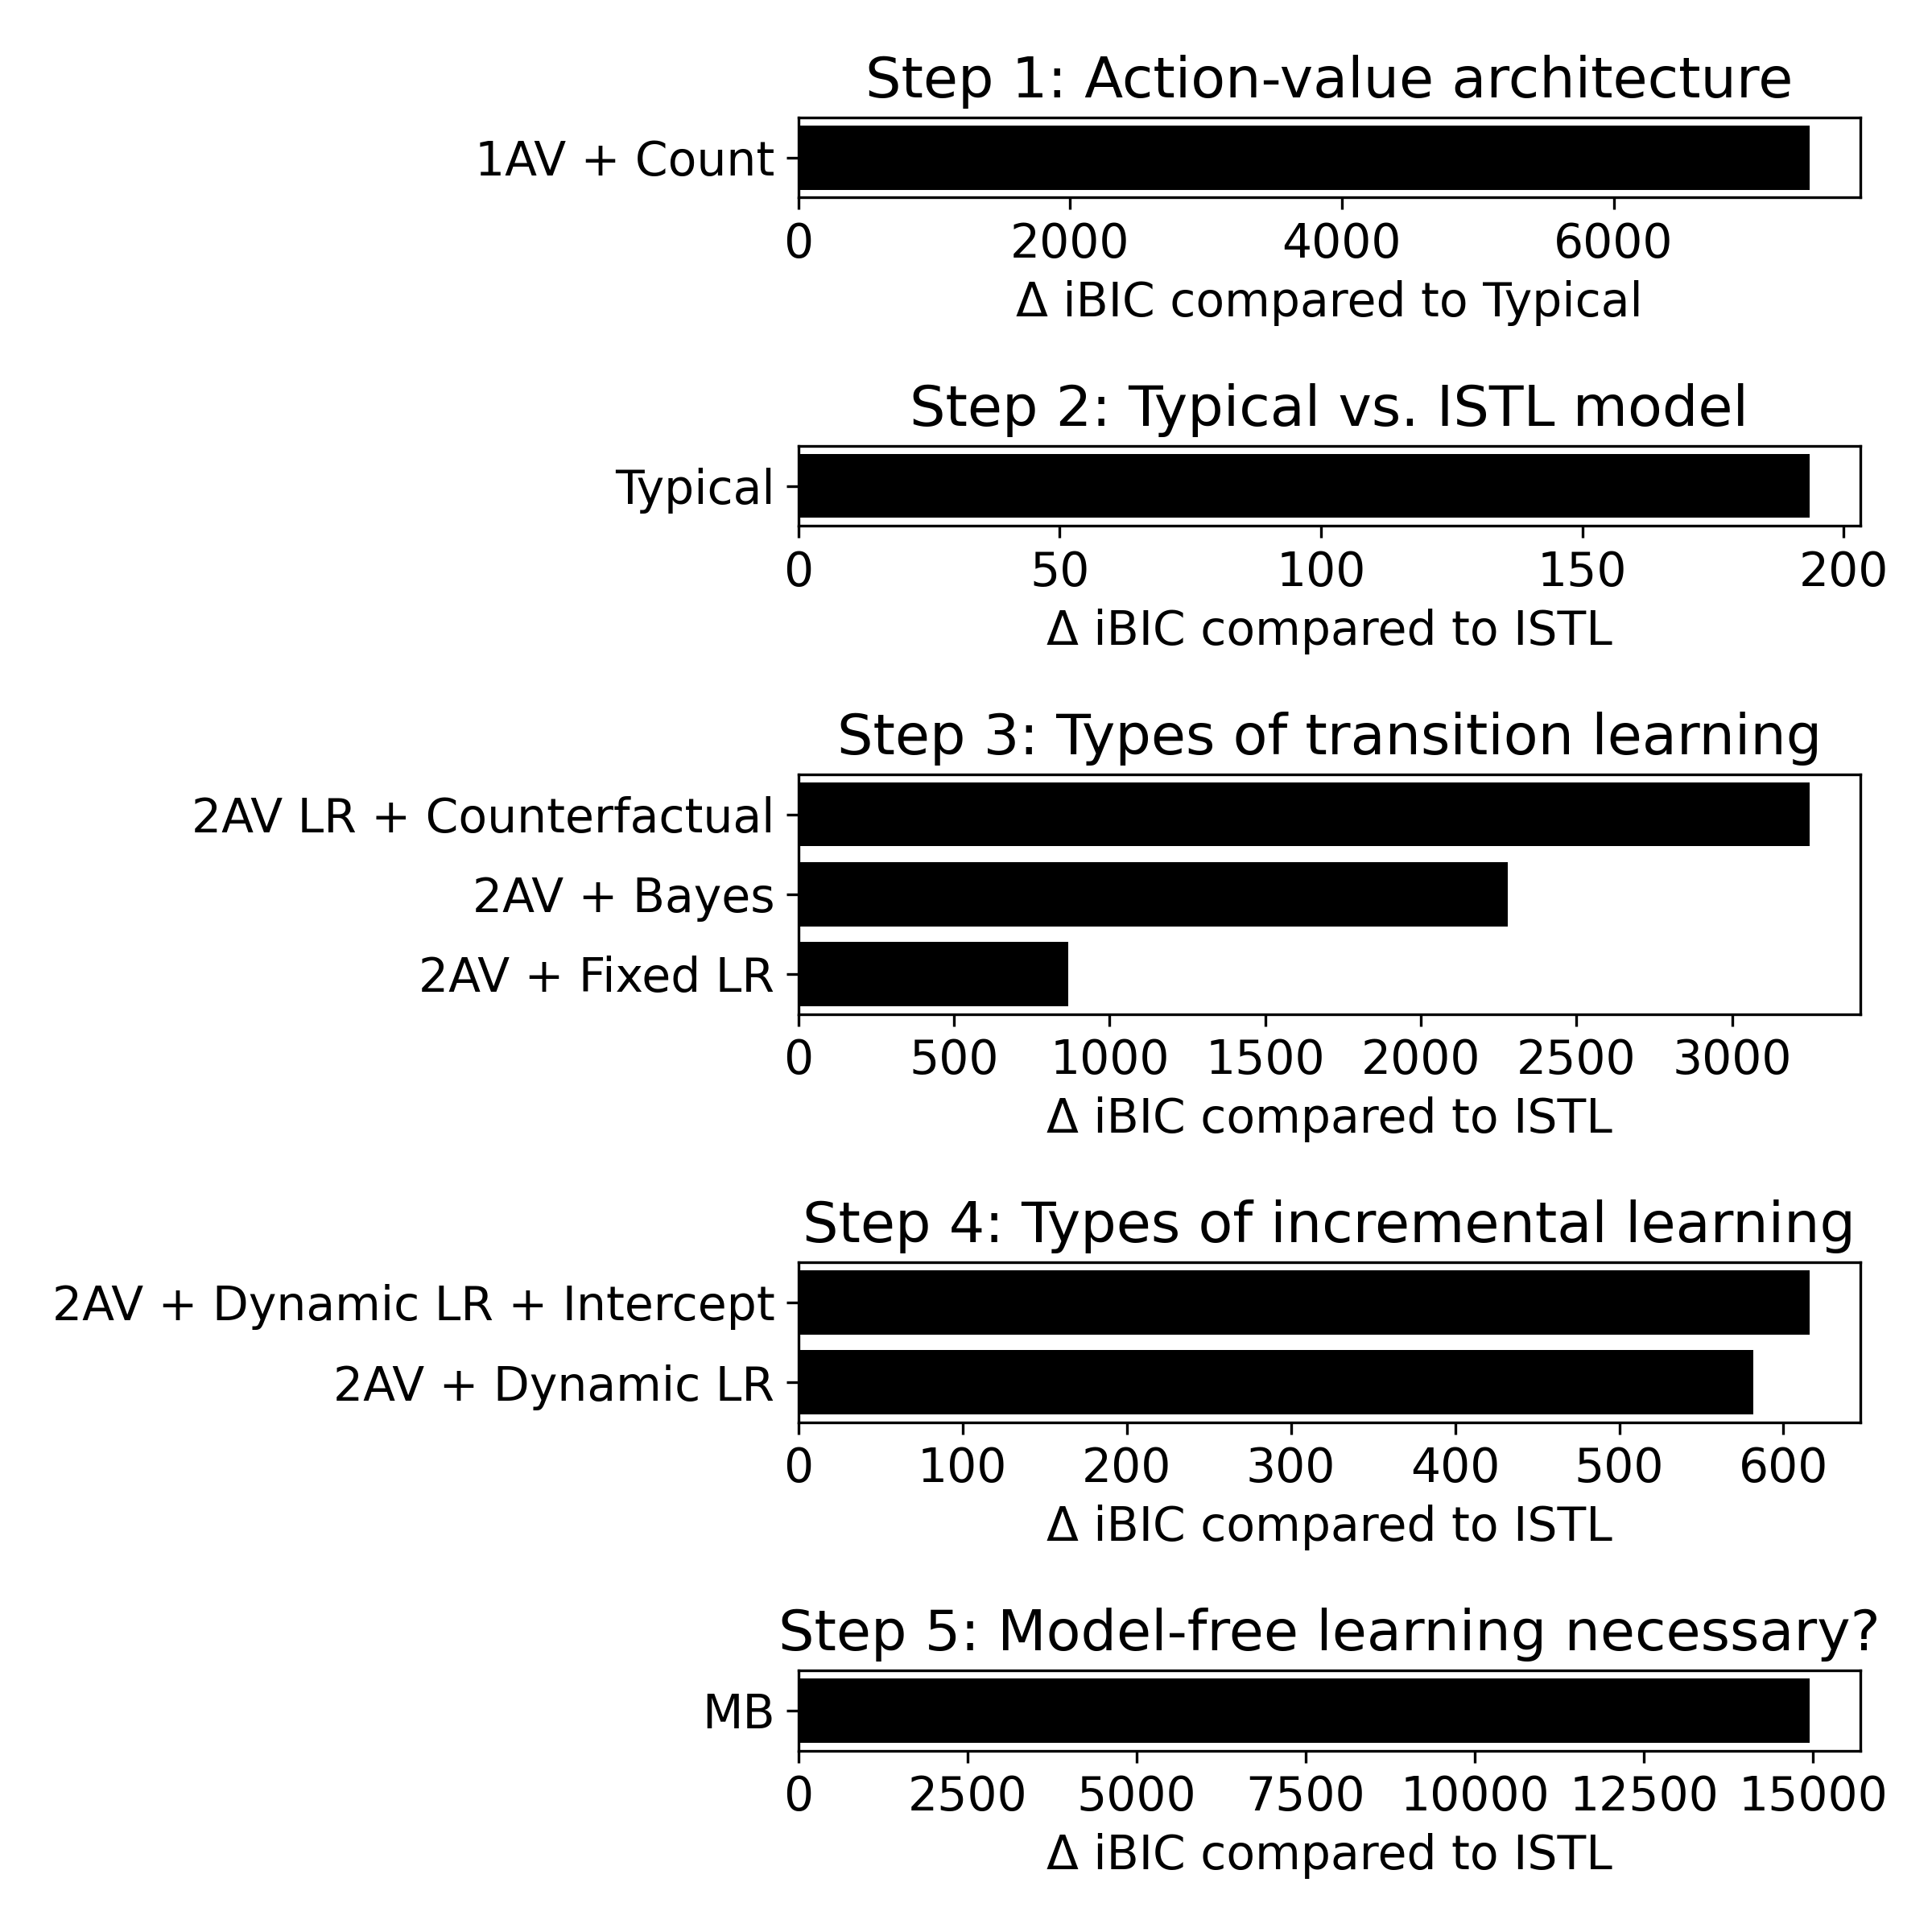 Step 1: Action-value architecture
1AV + Count
0 2000 4000 6000
Δ iBIC compared to Typical
Step 2: Typical vs. ISTL model
Typical
0 50 100 150 200
Δ iBIC compared to ISTL
Step 3: Types of transition learning
2AV LR + Counterfactual
2AV + Bayes
2AV + Fixed LR
0 500 1000 1500 2000 2500 3000
Δ iBIC compared to ISTL
Step 4: Types of incremental learning
2AV + Dynamic LR + Intercept
2AV + Dynamic LR
0 100 200 300 400 500 600
Δ iBIC compared to ISTL
Step 5: Model-free learning necessary?
MB
0 2500 5000 7500 10000 12500 15000
Δ iBIC compared to ISTL